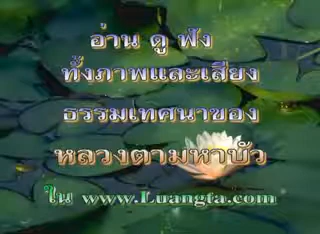 อ่าน ดู ฟัง
ทั้งภาพและเสียง
ธรรมเทศนาของ
หลวงตามหาบัว
ใน www.Luangta.com